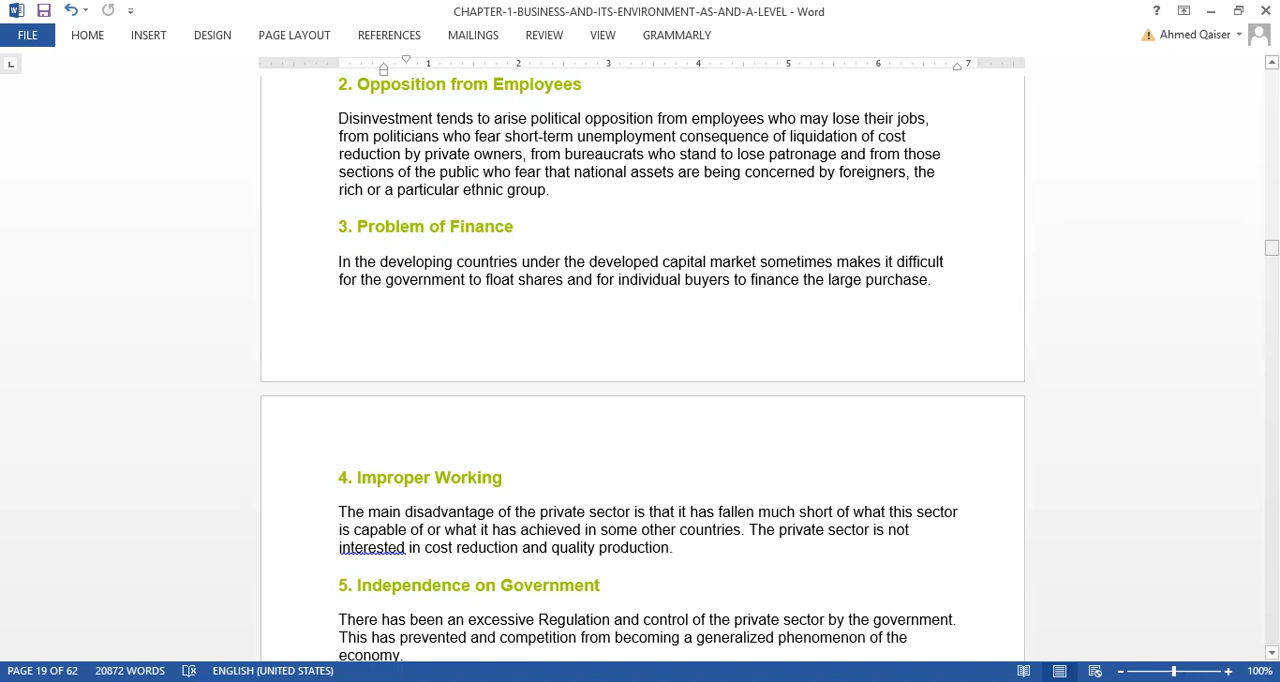 CHAPTER-1-BUSINESS-AND-ITS-ENVIRONMENT-AS-AND-A-LEVEL - Word
?
FILE HOME INSERT DESIGN PAGE LAYOUT REFERENCES MAILINGS REVIEW VIEW GRAMMARLY Ahmed Qaiser
1 2 3 4 5 6 7
2. Opposition from Employees
Disinvestment tends to arise political opposition from employees who may lose their jobs,
from politicians who fear short-term unemployment consequence of liquidation of cost
reduction by private owners, from bureaucrats who stand to lose patronage and from those
sections of the public who fear that national assets are being concerned by foreigners, the
rich or a particular ethnic group.
3. Problem of Finance
In the developing countries under the developed capital market sometimes makes it difficult
for the government to float shares and for individual buyers to finance the large purchase.
4. Improper Working
The main disadvantage of the private sector is that it has fallen much short of what this sector
is capable of or what it has achieved in some other countries. The private sector is not
interested in cost reduction and quality production.
5. Independence on Government
There has been an excessive Regulation and control of the private sector by the government.
This has prevented and competition from becoming a generalized phenomenon of the
economy.
PAGE 19 OF 62 20872 WORDS ENGLISH (UNITED STATES) 100%